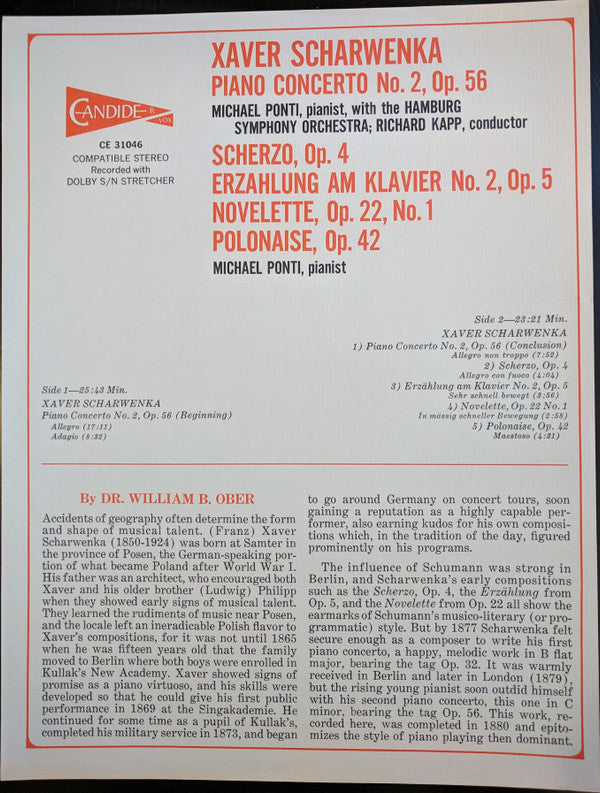 XAVER SCHARWENKA
PIANO CONCERTO No. 2, Op. 56
MICHAEL PONTI, pianist, with the HAMBURG
SYMPHONY ORCHESTRA; RICHARD KAPP, conductor
SCHERZO, Op. 4
ERZAHLUNG AM KLAVIER No. 2, Op. 5
NOVELETTE, Op. 22, No. 1
POLONAISE, Op. 42
MICHAEL PONTI, pianist
CANDIDE
VOX
CE 31046
COMPATIBLE STEREO
Recorded with
DOLBY S/N STRETCHER
Side 1—25:43 Min.
XAVER SCHARWENKA
Piano Concerto No. 2, Op. 56 (Beginning)
Allegro (17:11)
Adagio (8:32)
Side 2—23:21 Min.
XAVER SCHARWENKA
1) Piano Concerto No. 2, Op. 56 (Conclusion)
Allegro non troppo (7:52)
2) Scherzo, Op. 4
Allegro con fuoco (4:04)
3) Erzählung am Klavier No. 2, Op. 5
Sehr schnell bewegt (3:56)
4) Novelette, Op. 22 No. 1
In mässig schneller Bewegung (2:58)
5) Polonaise, Op. 42
Maestoso (4:31)
By DR. WILLIAM B. OBER
Accidents of geography often determine the form
and shape of musical talent. (Franz) Xaver
Scharwenka (1850-1924) was born at Samter in
the province of Posen, the German-speaking por-
tion of what became Poland after World War I.
His father was an architect, who encouraged both
Xaver and his older brother (Ludwig) Philipp
when they showed early signs of musical talent.
They learned the rudiments of music near Posen,
and the locale left an ineradicable Polish flavor to
Xaver's compositions, for it was not until 1865
when he was fifteen years old that the family
moved to Berlin where both boys were enrolled in
Kullak's New Academy. Xaver showed signs of
promise as a piano virtuoso, and his skills were
developed so that he could give his first public
performance in 1869 at the Singakademie. He
continued for some time as a pupil of Kullak's,
completed his military service in 1873, and began
to go around Germany on concert tours, soon
gaining a reputation as a highly capable per-
former, also earning kudos for his own composi-
tions which, in the tradition of the day, figured
prominently on his programs.
The influence of Schumann was strong in
Berlin, and Scharwenka's early compositions
such as the Scherzo, Op. 4, the Erzählung from
Op. 5, and the Novelette from Op. 22 all show the
earmarks of Schumann's musico-literary (or pro-
grammatic) style. But by 1877 Scharwenka felt
secure enough as a composer to write his first
piano concerto, a happy, melodic work in B flat
major, bearing the tag Op. 32. It was warmly
received in Berlin and later in London (1879),
but the rising young pianist soon outdid himself
with his second piano concerto, this one in C
minor, bearing the tag Op. 56. This work, re-
corded here, was completed in 1880 and epito-
mizes the style of piano playing then dominant.